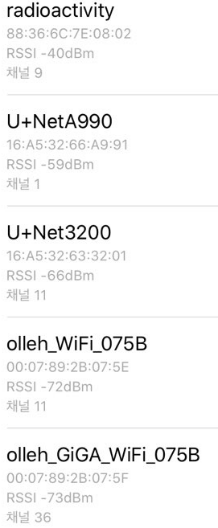 radioactivity
88:36:6C:7E:08:02
RSSI -40dBm
채널 9
U+NetA990
16:A5:32:66:A9:91
RSSI -59dBm
채널 1
U+Net3200
16:A5:32:63:32:01
RSSI -66dBm
채널 11
olleh_WiFi_075B
00:07:89:2B:07:5E
RSSI -72dBm
채널 11
olleh_GiGA_WiFi_075B
00:07:89:2B:07:5F
RSSI -73dBm
채널 36